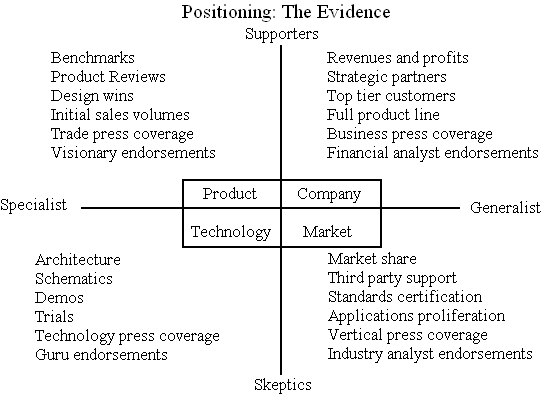 Positioning: The Evidence
Supporters
Benchmarks
Product Reviews
Design wins
Initial sales volumes
Trade press coverage
Visionary endorsements
Revenues and profits
Strategic partners
Top tier customers
Full product line
Business press coverage
Financial analyst endorsements
Product
Company
Specialist
Generalist
Technology
Market
Architecture
Schematics
Demos
Trials
Technology press coverage
Guru endorsements
Market share
Third party support
Standards certification
Applications proliferation
Vertical press coverage
Industry analyst endorsements
Skeptics